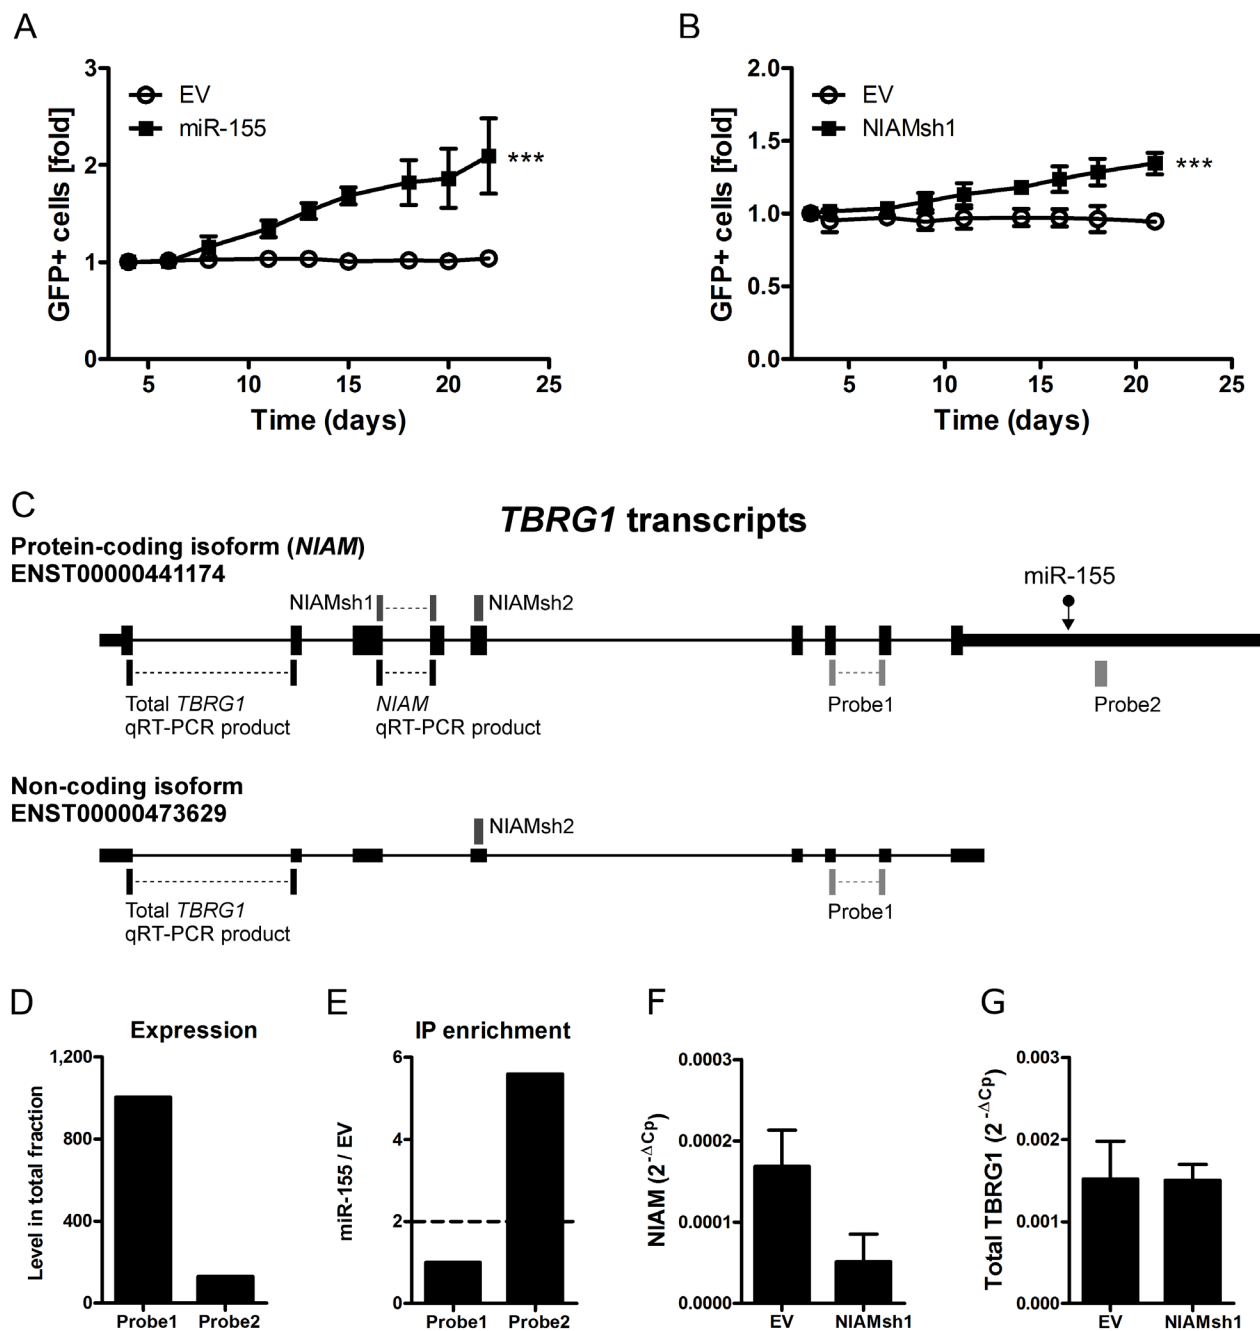 A
3
2
1
0
GFP+ cells [fold]
EV
miR-155
***
5
10
15
20
25
Time (days)
B
2.0
1.5
1.0
0.5
0.0
GFP+ cells [fold]
EV
NIAMsh1
***
5
10
15
20
25
Time (days)
C
TBRG1 transcripts
Protein-coding isoform (NIAM)
ENST00000441174
miR-155
NIAMsh1
NIAMsh2
Total TBRG1
qRT-PCR product
NIAM
qRT-PCR product
Probe1
Probe2
Non-coding isoform
ENST00000473629
NIAMsh2
Total TBRG1
qRT-PCR product
Probe1
D
Expression
Level in total fraction
1,200
800
400
0
Probe1
Probe2
E
IP enrichment
miR-155 / EV
6
4
2
0
Probe1
Probe2
F
NIAM (2^-ΔCp)
0.0003
0.0002
0.0001
0.0000
EV
NIAMsh1
G
Total TBRG1 (2^-ΔCp)
0.003
0.002
0.001
0.000
EV
NIAMsh1